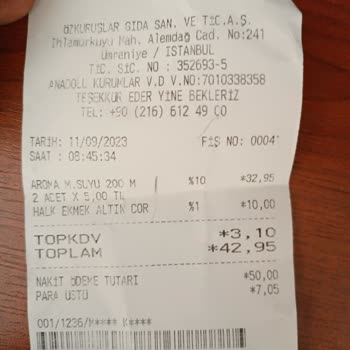 ÖZKURUŞLAR GIDA SAN. VE TİC.A.Ş.
Ihlamurkuyu Mah. Alemdağ Cad. No:241
Ümraniye / İSTANBUL
TİC. SİC. NO : 352693-5
ANADOLU KURUMLAR V.D V.NO:7010338358
TEŞEKKÜR EDER YİNE BEKLERİZ
TEL: +90 (216) 612 49 00
TARİH: 11/09/2023 FİŞ NO: 0004
SAAT : 08:45:34
AROMA M.SUYU 200 M %10 *32,95
2 ADET X 5,00 TL
HALK EKMEK ALTIN COR %1 *10,00
TOPKDV *3,10
TOPLAM *42,95
NAKİT ÖDEME TUTARI *50,00
PARA ÜSTÜ *7,05
001/1236/M**** K****